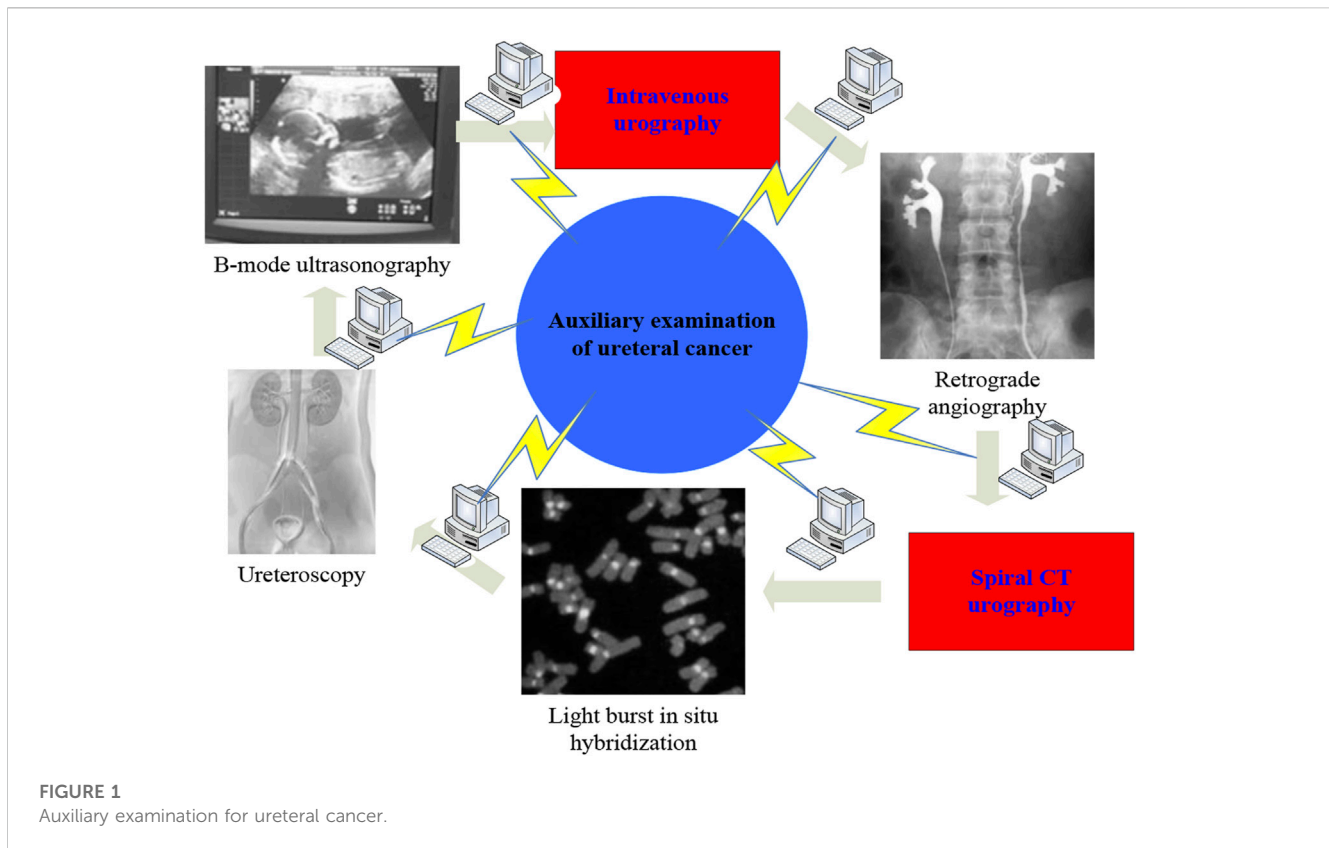 Intravenous
urography
B-mode ultrasonography
Auxiliary examination
of ureteral cancer
Retrograde
angiography
Ureteroscopy
Spiral CT
urography
Light burst in situ
hybridization
FIGURE 1
Auxiliary examination for ureteral cancer.